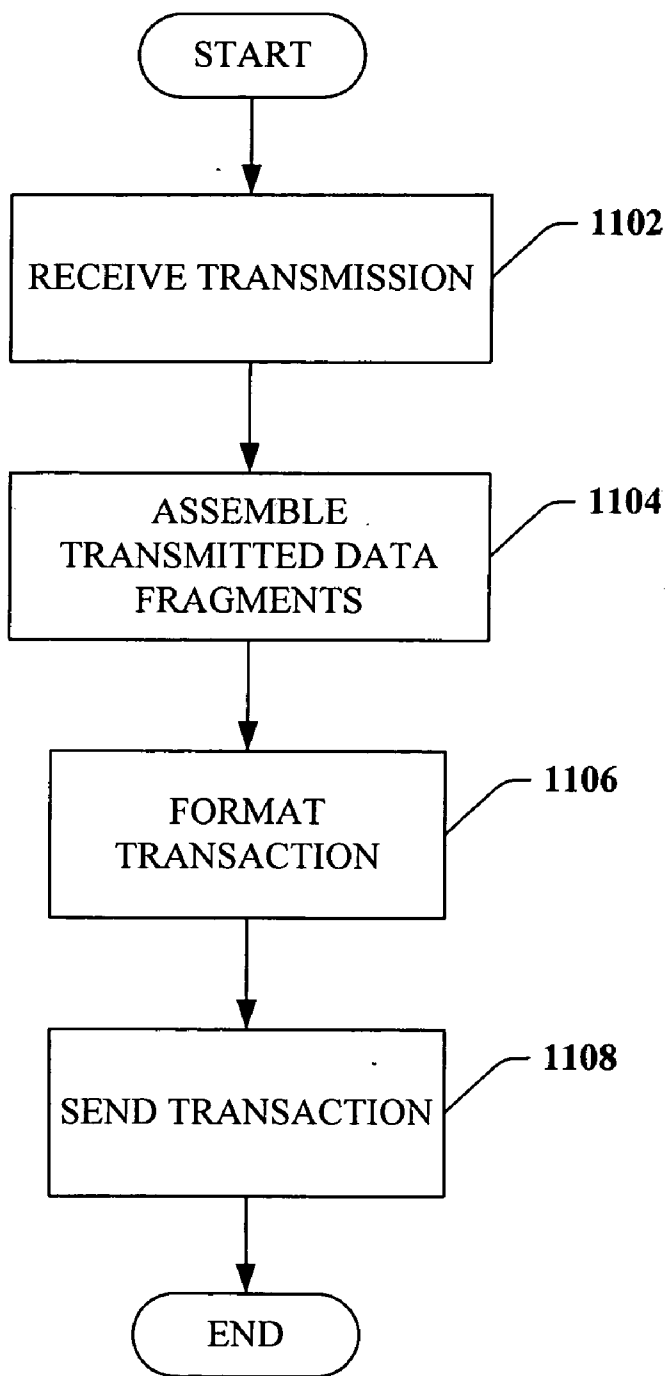 START
RECEIVE TRANSMISSION
1102
ASSEMBLE
TRANSMITTED DATA
FRAGMENTS
1104
FORMAT
TRANSACTION
1106
SEND TRANSACTION
1108
END